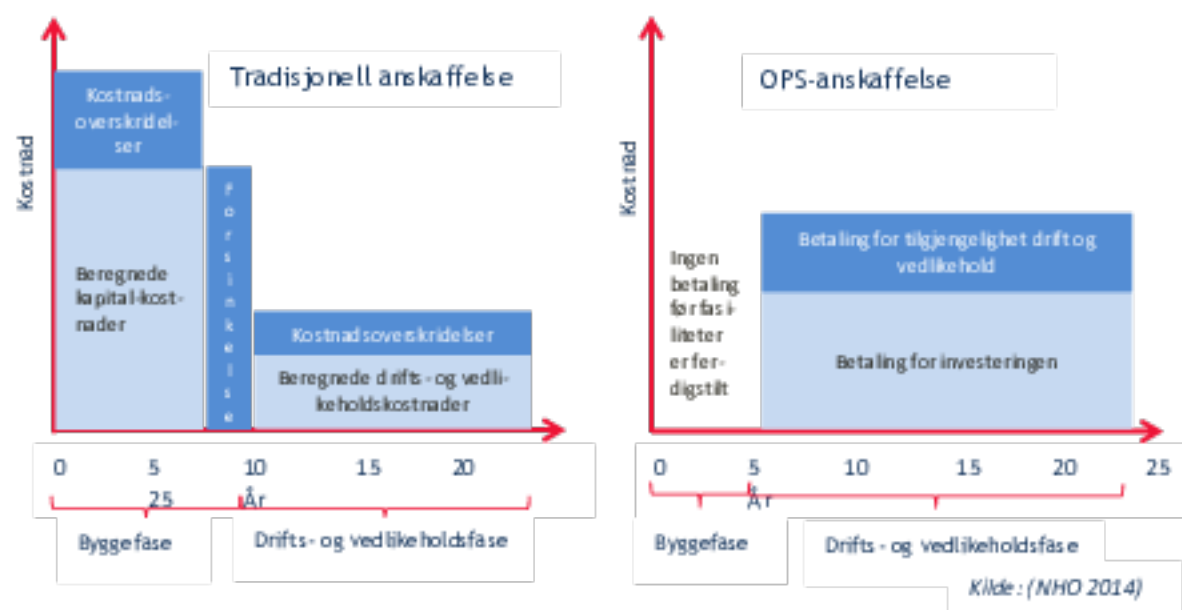 Tradisjonell anskaffelse
Kostnad
Kostnads-
overskridel-
ser
Beregnede
kapital-kost-
nader
Forsinkelse
Kostnadsoverskridelser
Beregnede drifts- og vedli-
keholdskostnader
0 5 10 15 20
25 År
Byggefase
Drifts- og vedlikeholdsfase
OPS-anskaffelse
Kostnad
Ingen
betaling
før fasi-
liteter
er fer-
digstilt
Betaling for tilgjengelighet drift og
vedlikehold
Betaling for investeringen
0 5 10 15 20 25
År
Byggefase
Drifts- og vedlikeholdsfase
Kilde: (NHO 2014)